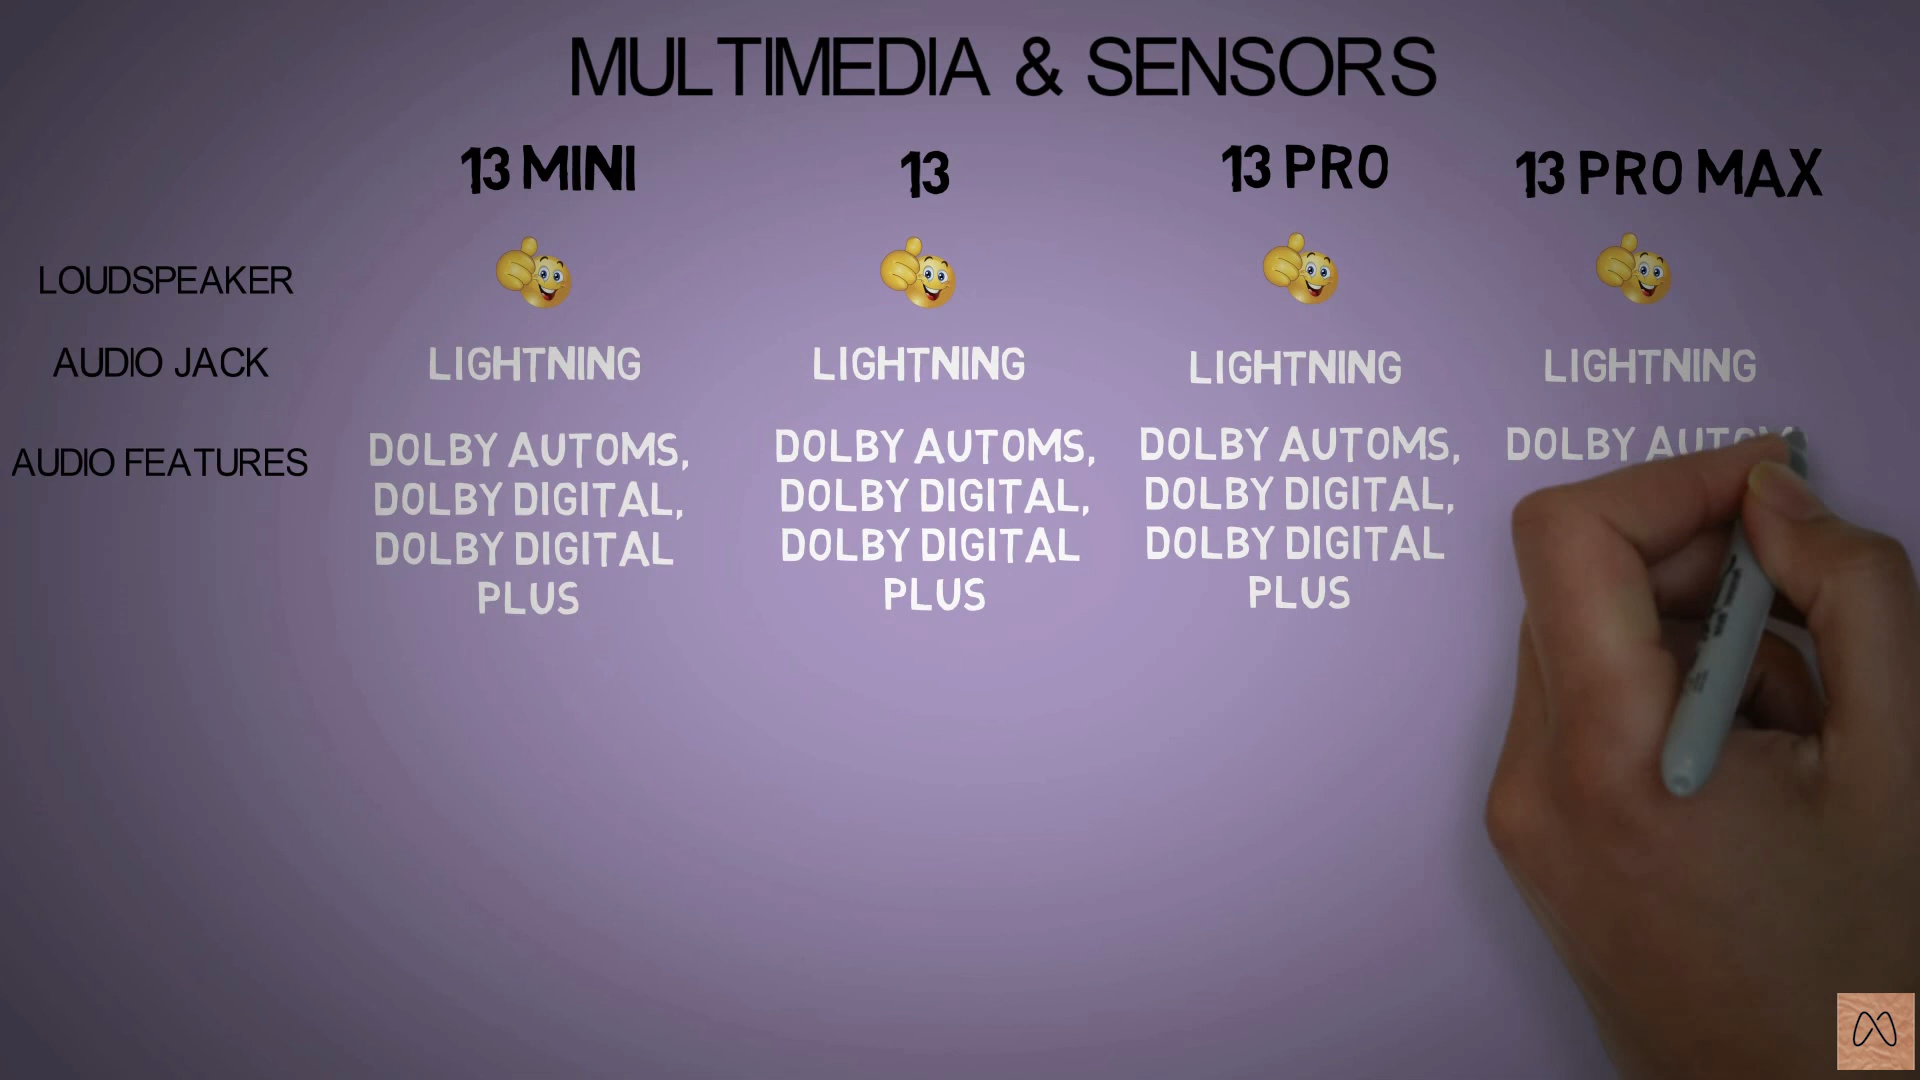 MULTIMEDIA & SENSORS
13 MINI
13
13 PRO
13 PRO MAX
LOUDSPEAKER
AUDIO JACK
LIGHTNING
LIGHTNING
LIGHTNING
LIGHTNING
AUDIO FEATURES
DOLBY AUTOMS,
DOLBY DIGITAL,
DOLBY DIGITAL
PLUS
DOLBY AUTOMS,
DOLBY DIGITAL,
DOLBY DIGITAL
PLUS
DOLBY AUTOMS,
DOLBY DIGITAL,
DOLBY DIGITAL
PLUS
DOLBY